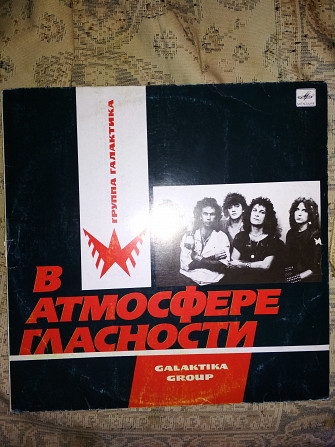 ГРУППА ГАЛАКТИКА
В
АТМОСФЕРЕ
ГЛАСНОСТИ
GALAKTIKA
GROUP